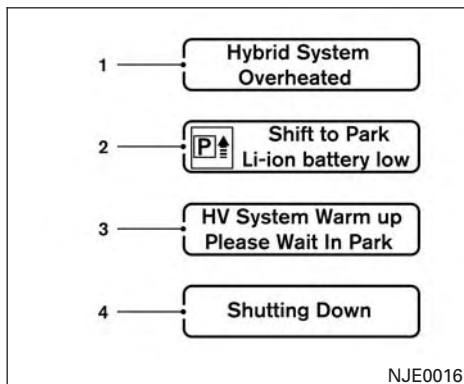 1
Hybrid System
Overheated
2
P
Shift to Park
Li-ion battery low
3
HV System Warm up
Please Wait In Park
4
Shutting Down
NJE0016